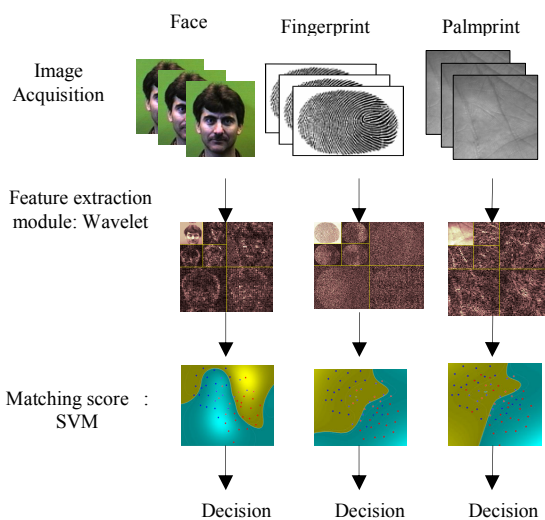 Face
Fingerprint
Palmprint
Image
Acquisition
Feature extraction
module: Wavelet
Matching score :
SVM
Decision
Decision
Decision